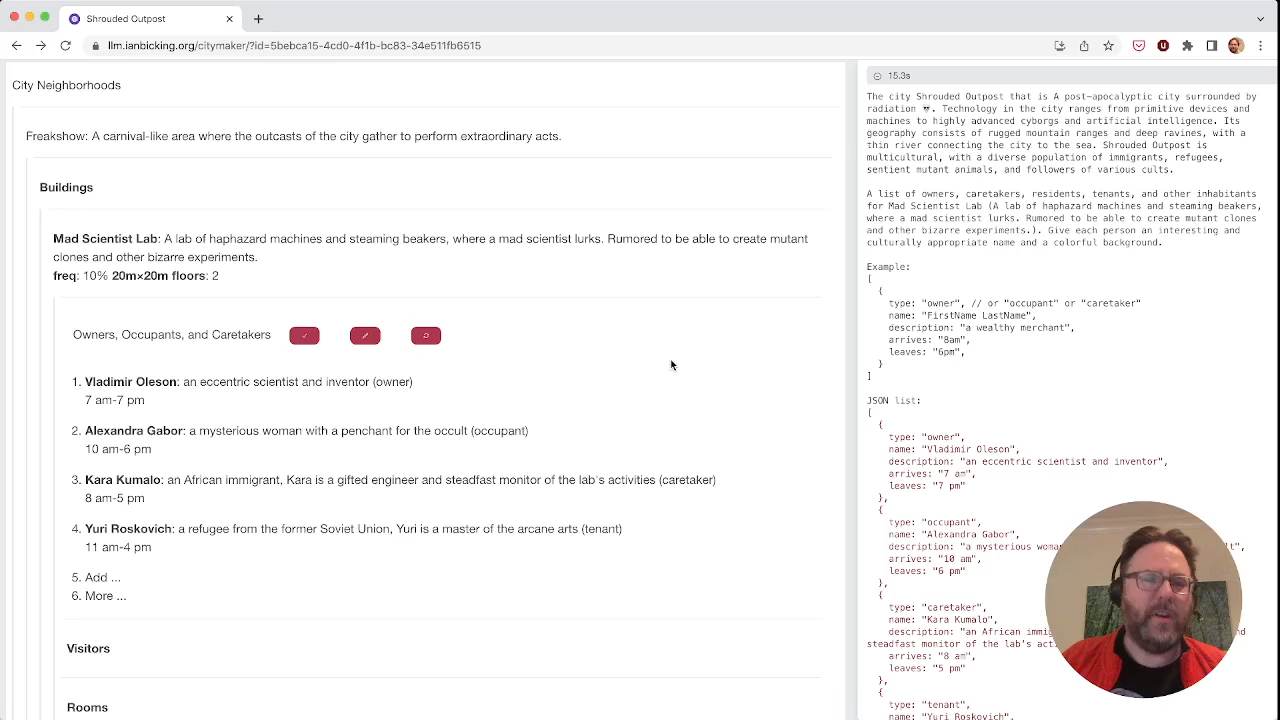 Shrouded Outpost
llm.ianbicking.org/citymaker/?id=5bebca15-4cd0-4f1b-bc83-34e511fb6515
City Neighborhoods
Freakshow: A carnival-like area where the outcasts of the city gather to perform extraordinary acts.
Buildings
Mad Scientist Lab: A lab of haphazard machines and steaming beakers, where a mad scientist lurks. Rumored to be able to create mutant
clones and other bizarre experiments.
freq: 10% 20m×20m floors: 2
Owners, Occupants, and Caretakers
1. Vladimir Oleson: an eccentric scientist and inventor (owner)
7 am-7 pm
2. Alexandra Gabor: a mysterious woman with a penchant for the occult (occupant)
10 am-6 pm
3. Kara Kumalo: an African immigrant, Kara is a gifted engineer and steadfast monitor of the lab's activities (caretaker)
8 am-5 pm
4. Yuri Roskovich: a refugee from the former Soviet Union, Yuri is a master of the arcane arts (tenant)
11 am-4 pm
5. Add ...
6. More ...
Visitors
Rooms
15.3s
The city Shrouded Outpost that is A post-apocalyptic city surrounded by
radiation ☠. Technology in the city ranges from primitive devices and
machines to highly advanced cyborgs and artificial intelligence. Its
geography consists of rugged mountain ranges and deep ravines, with a
thin river connecting the city to the sea. Shrouded Outpost is
multicultural, with a diverse population of immigrants, refugees,
sentient mutant animals, and followers of various cults.
A list of owners, caretakers, residents, tenants, and other inhabitants
for Mad Scientist Lab (A lab of haphazard machines and steaming beakers,
where a mad scientist lurks. Rumored to be able to create mutant clones
and other bizarre experiments.). Give each person an interesting and
culturally appropriate name and a colorful background.
Example:
[
{
type: "owner", // or "occupant" or "caretaker"
name: "FirstName LastName",
description: "a wealthy merchant",
arrives: "8am",
leaves: "6pm",
}
]
JSON list:
[
{
type: "owner",
name: "Vladimir Oleson",
description: "an eccentric scientist and inventor",
arrives: "7 am",
leaves: "7 pm"
},
{
type: "occupant",
name: "Alexandra Gabor",
description: "a mysterious
arrives: "10 am",
leaves: "6 pm"
},
{
type: "caretaker",
name: "Kara Kumalo",
description: "an African
steadfast monitor of the lab's
arrives: "8 am",
leaves: "5 pm"
},
{
type: "tenant",
name: "Yuri Roskovich",